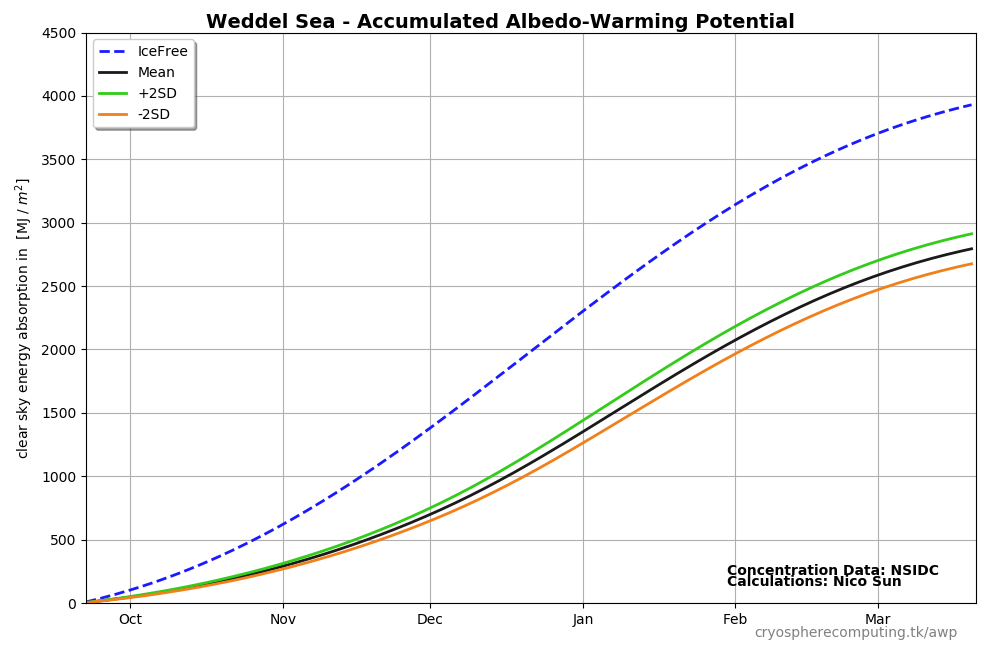 Weddel Sea - Accumulated Albedo-Warming Potential
4500
4000
3500
3000
2500
2000
1500
1000
500
0
clear sky energy absorption in [MJ / m²]
IceFree
Mean
+2SD
-2SD
Concentration Data: NSIDC
Calculations: Nico Sun
Oct Nov Dec Jan Feb Mar
cryospherecomputing.tk/awp